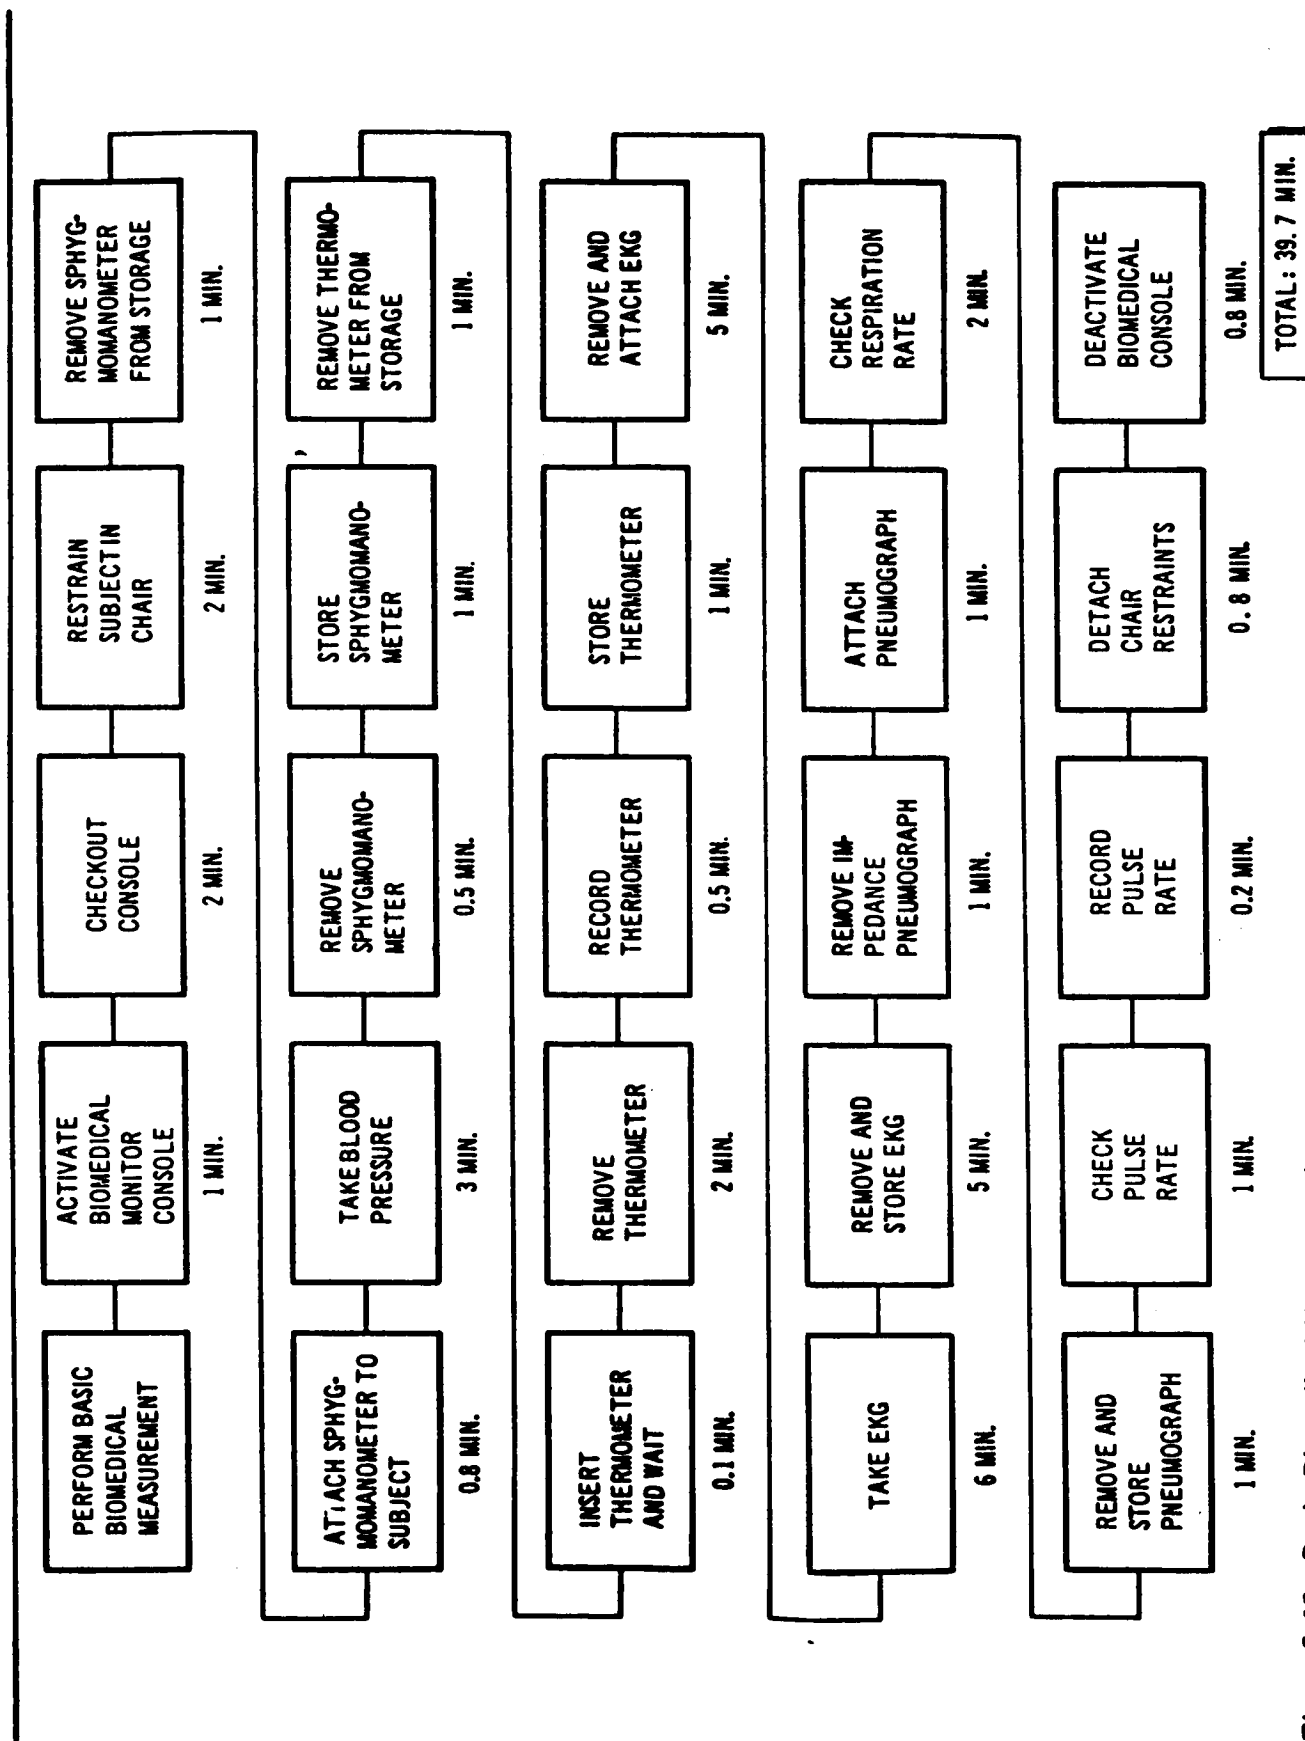 PERFORM BASIC
BIOMEDICAL
MEASUREMENT
ACTIVATE
BIOMEDICAL
MONITOR
CONSOLE
1 MIN.
CHECKOUT
CONSOLE
2 MIN.
RESTRAIN
SUBJECT IN
CHAIR
2 MIN.
REMOVE SPHYG-
MOMANOMETER
FROM STORAGE
1 MIN.
ATTACH SPHYG-
MOMANOMETER TO
SUBJECT
0.8 MIN.
TAKE BLOOD
PRESSURE
3 MIN.
REMOVE
SPHYGMOMANO-
METER
0.5 MIN.
STORE
SPHYGMOMANO-
METER
1 MIN.
REMOVE THERMO-
METER FROM
STORAGE
1 MIN.
INSERT
THERMOMETER
AND WAIT
0.1 MIN.
REMOVE
THERMOMETER
2 MIN.
RECORD
THERMOMETER
0.5 MIN.
STORE
THERMOMETER
1 MIN.
REMOVE AND
ATTACH EKG
5 MIN.
TAKE EKG
6 MIN.
REMOVE AND
STORE EKG
5 MIN.
REMOVE IM-
PEDANCE
PNEUMOGRAPH
1 MIN.
ATTACH
PNEUMOGRAPH
1 MIN.
CHECK
RESPIRATION
RATE
2 MIN.
REMOVE AND
STORE
PNEUMOGRAPH
1 MIN.
CHECK
PULSE
RATE
1 MIN.
RECORD
PULSE
RATE
0.2 MIN.
DETACH
CHAIR
RESTRAINTS
0.8 MIN.
DEACTIVATE
BIOMEDICAL
CONSOLE
0.8 MIN.
TOTAL: 39.7 MIN.